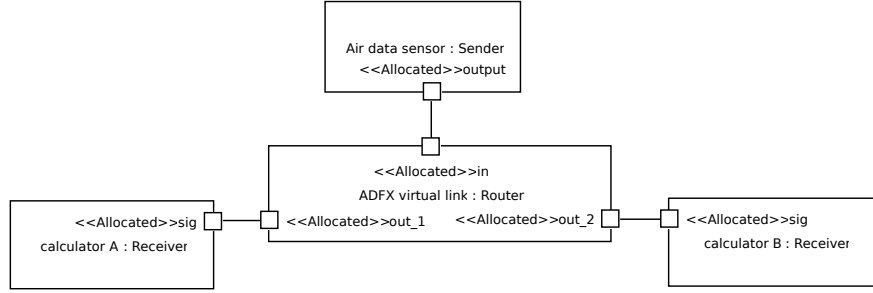 Air data sensor : Sender
<<Allocated>>output
<<Allocated>>in
ADFX virtual link : Router
<<Allocated>>out_1
<<Allocated>>out_2
<<Allocated>>sig
calculator A : Receiver
<<Allocated>>sig
calculator B : Receiver